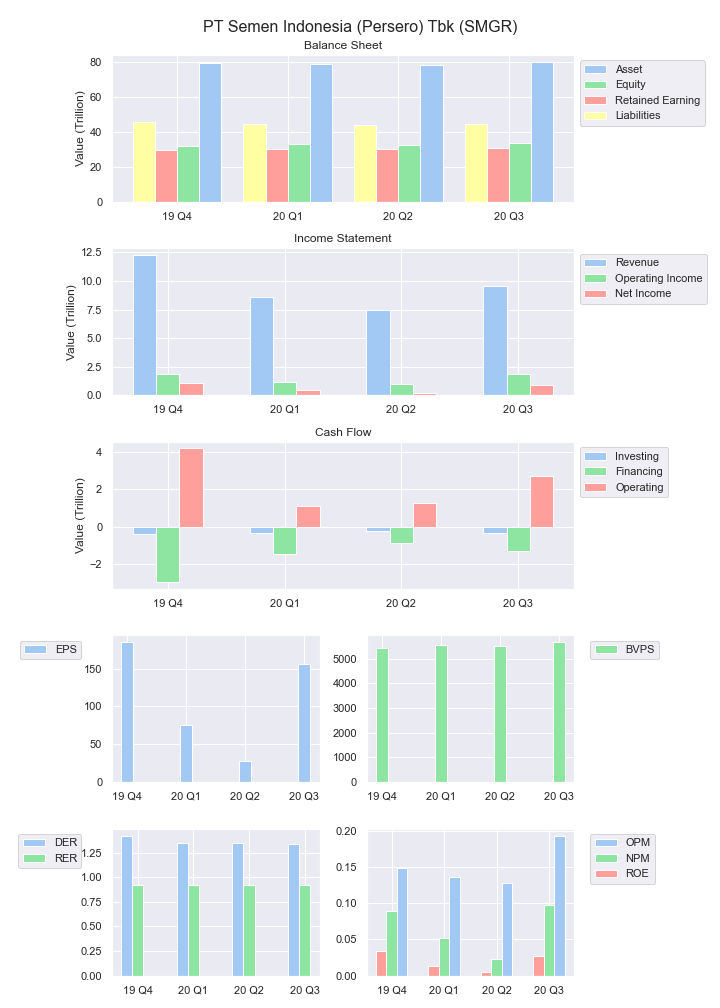 PT Semen Indonesia (Persero) Tbk (SMGR)
Balance Sheet
Value (Trillion)
80
60
40
20
0
19 Q4 20 Q1 20 Q2 20 Q3
Asset
Equity
Retained Earning
Liabilities
Income Statement
Value (Trillion)
12.5
10.0
7.5
5.0
2.5
0.0
19 Q4 20 Q1 20 Q2 20 Q3
Revenue
Operating Income
Net Income
Cash Flow
Value (Trillion)
4
2
0
−2
19 Q4 20 Q1 20 Q2 20 Q3
Investing
Financing
Operating
EPS
150
100
50
0
19 Q4 20 Q1 20 Q2 20 Q3
5000
4000
3000
2000
1000
0
19 Q4 20 Q1 20 Q2 20 Q3
BVPS
DER
RER
1.25
1.00
0.75
0.50
0.25
0.00
19 Q4 20 Q1 20 Q2 20 Q3
0.20
0.15
0.10
0.05
0.00
19 Q4 20 Q1 20 Q2 20 Q3
OPM
NPM
ROE